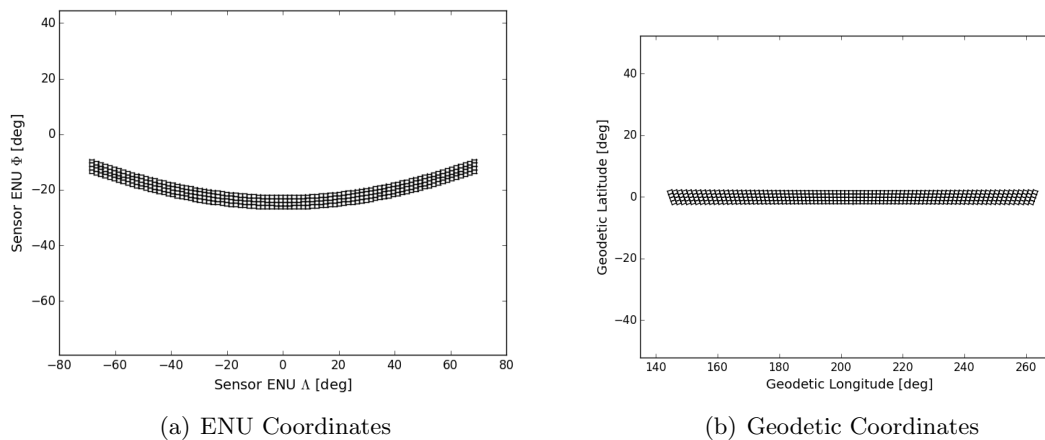 40
20
0
−20
−40
−60
−80 −60 −40 −20 0 20 40 60 80
Sensor ENU Φ [deg]
Sensor ENU Λ [deg]
(a) ENU Coordinates
40
20
0
−20
−40
140 160 180 200 220 240 260
Geodetic Latitude [deg]
Geodetic Longitude [deg]
(b) Geodetic Coordinates